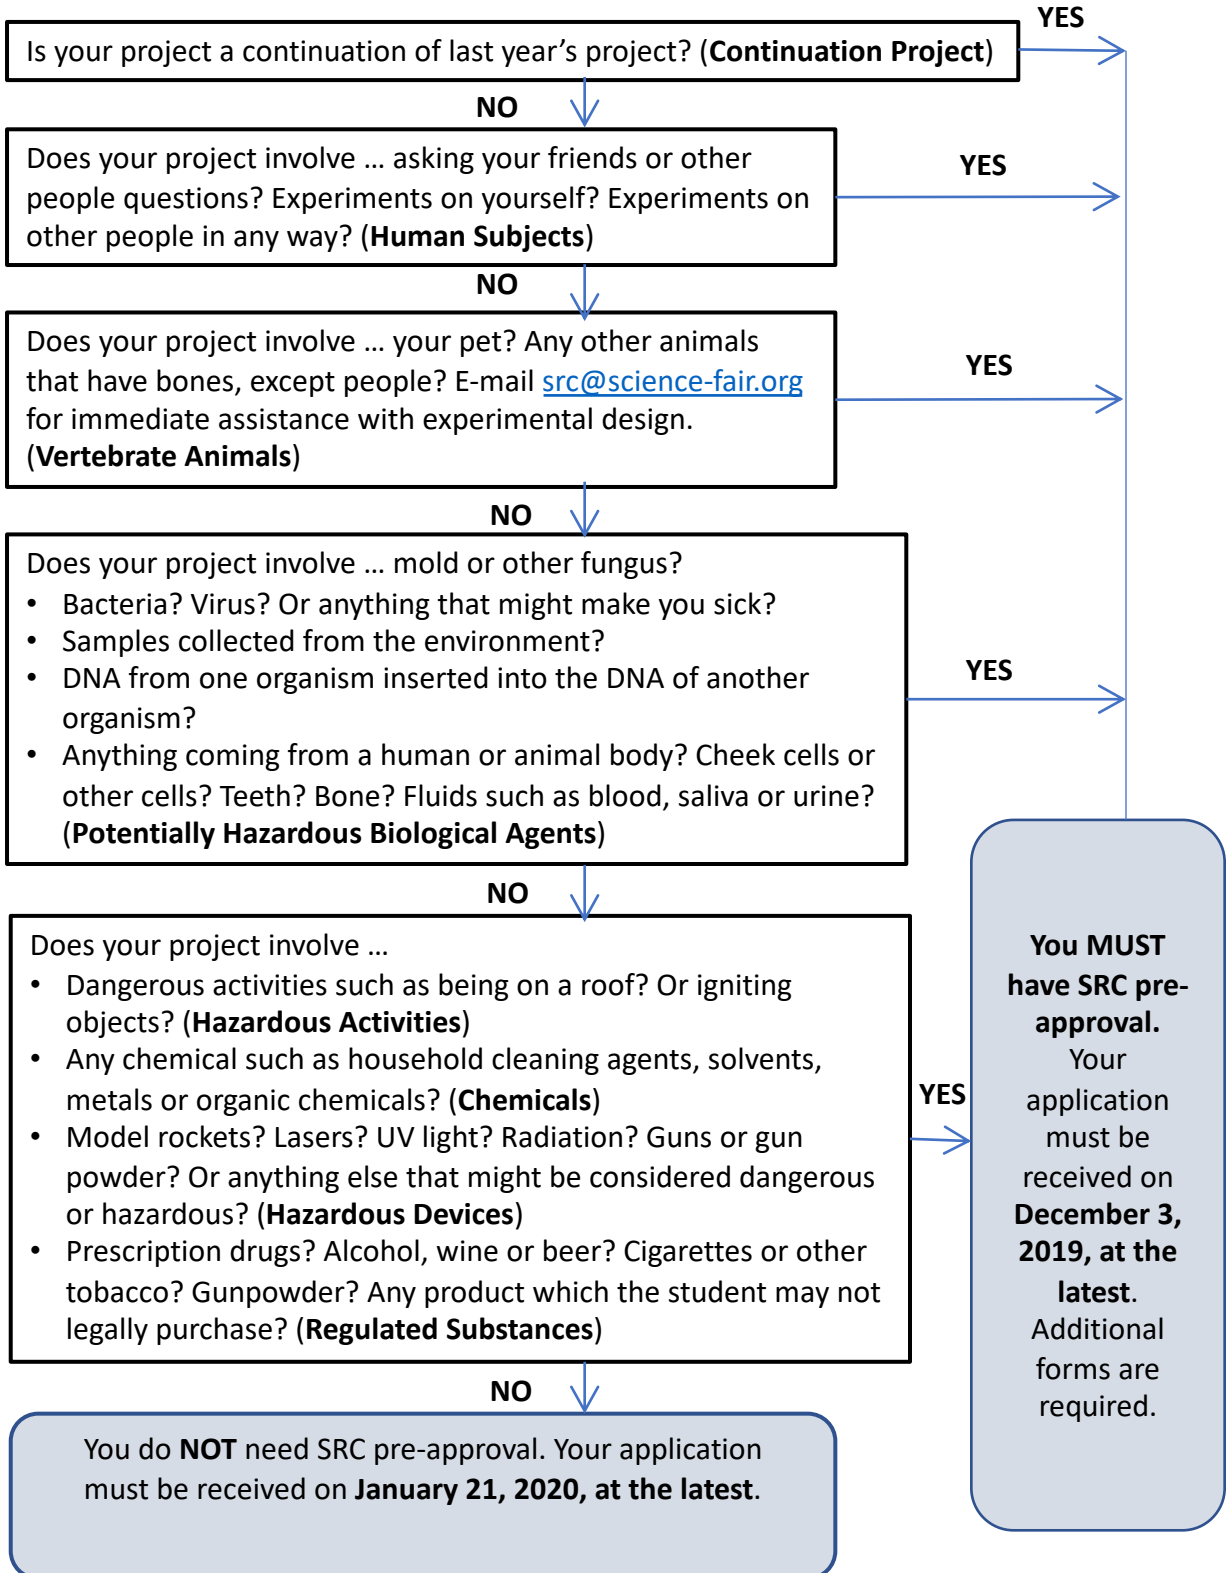 YES
Is your project a continuation of last year’s project? (Continuation Project)
NO
Does your project involve … asking your friends or other
people questions? Experiments on yourself? Experiments on
other people in any way? (Human Subjects)
YES
NO
Does your project involve … your pet? Any other animals
that have bones, except people? E-mail src@science-fair.org
for immediate assistance with experimental design.
(Vertebrate Animals)
YES
NO
Does your project involve … mold or other fungus?
• Bacteria? Virus? Or anything that might make you sick?
• Samples collected from the environment?
• DNA from one organism inserted into the DNA of another
organism?
• Anything coming from a human or animal body? Cheek cells or
other cells? Teeth? Bone? Fluids such as blood, saliva or urine?
(Potentially Hazardous Biological Agents)
YES
NO
Does your project involve …
• Dangerous activities such as being on a roof? Or igniting
objects? (Hazardous Activities)
• Any chemical such as household cleaning agents, solvents,
metals or organic chemicals? (Chemicals)
• Model rockets? Lasers? UV light? Radiation? Guns or gun
powder? Or anything else that might be considered dangerous
or hazardous? (Hazardous Devices)
• Prescription drugs? Alcohol, wine or beer? Cigarettes or other
tobacco? Gunpowder? Any product which the student may not
legally purchase? (Regulated Substances)
YES
You MUST
have SRC pre-
approval.
Your
application
must be
received on
December 3,
2019, at the
latest.
Additional
forms are
required.
NO
You do NOT need SRC pre-approval. Your application
must be received on January 21, 2020, at the latest.